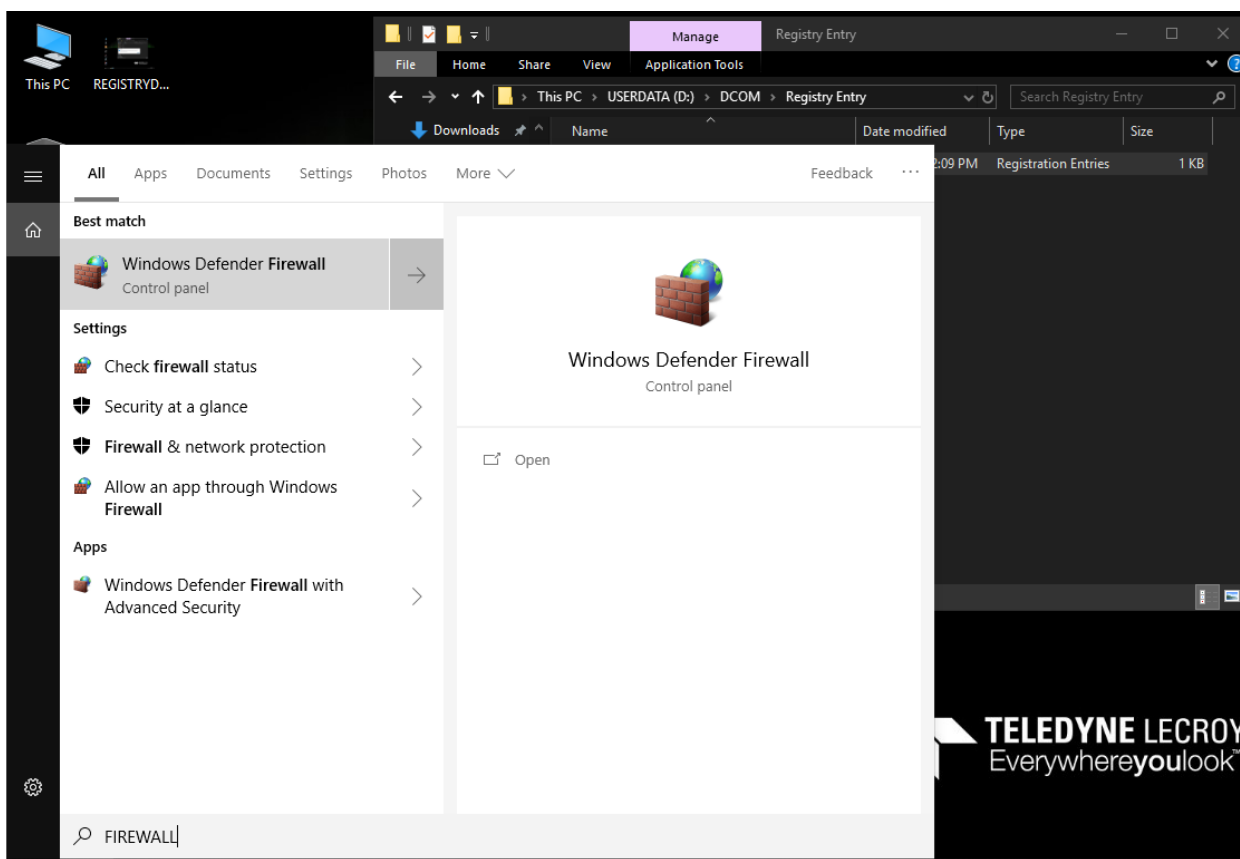 This PC
REGISTRYD...
Manage
Registry Entry
File Home Share View Application Tools
This PC > USERDATA (D:) > DCOM > Registry Entry
Search Registry Entry
Downloads
Name
Date modified
Type
Size
2:09 PM
Registration Entries
1 KB
All Apps Documents Settings Photos More
Feedback
...
Best match
Windows Defender Firewall
Control panel
Settings
Check firewall status
Security at a glance
Firewall & network protection
Allow an app through Windows
Firewall
Apps
Windows Defender Firewall with
Advanced Security
Windows Defender Firewall
Control panel
Open
TELEDYNE LECROY
Everywhereyoulook™
FIREWALL